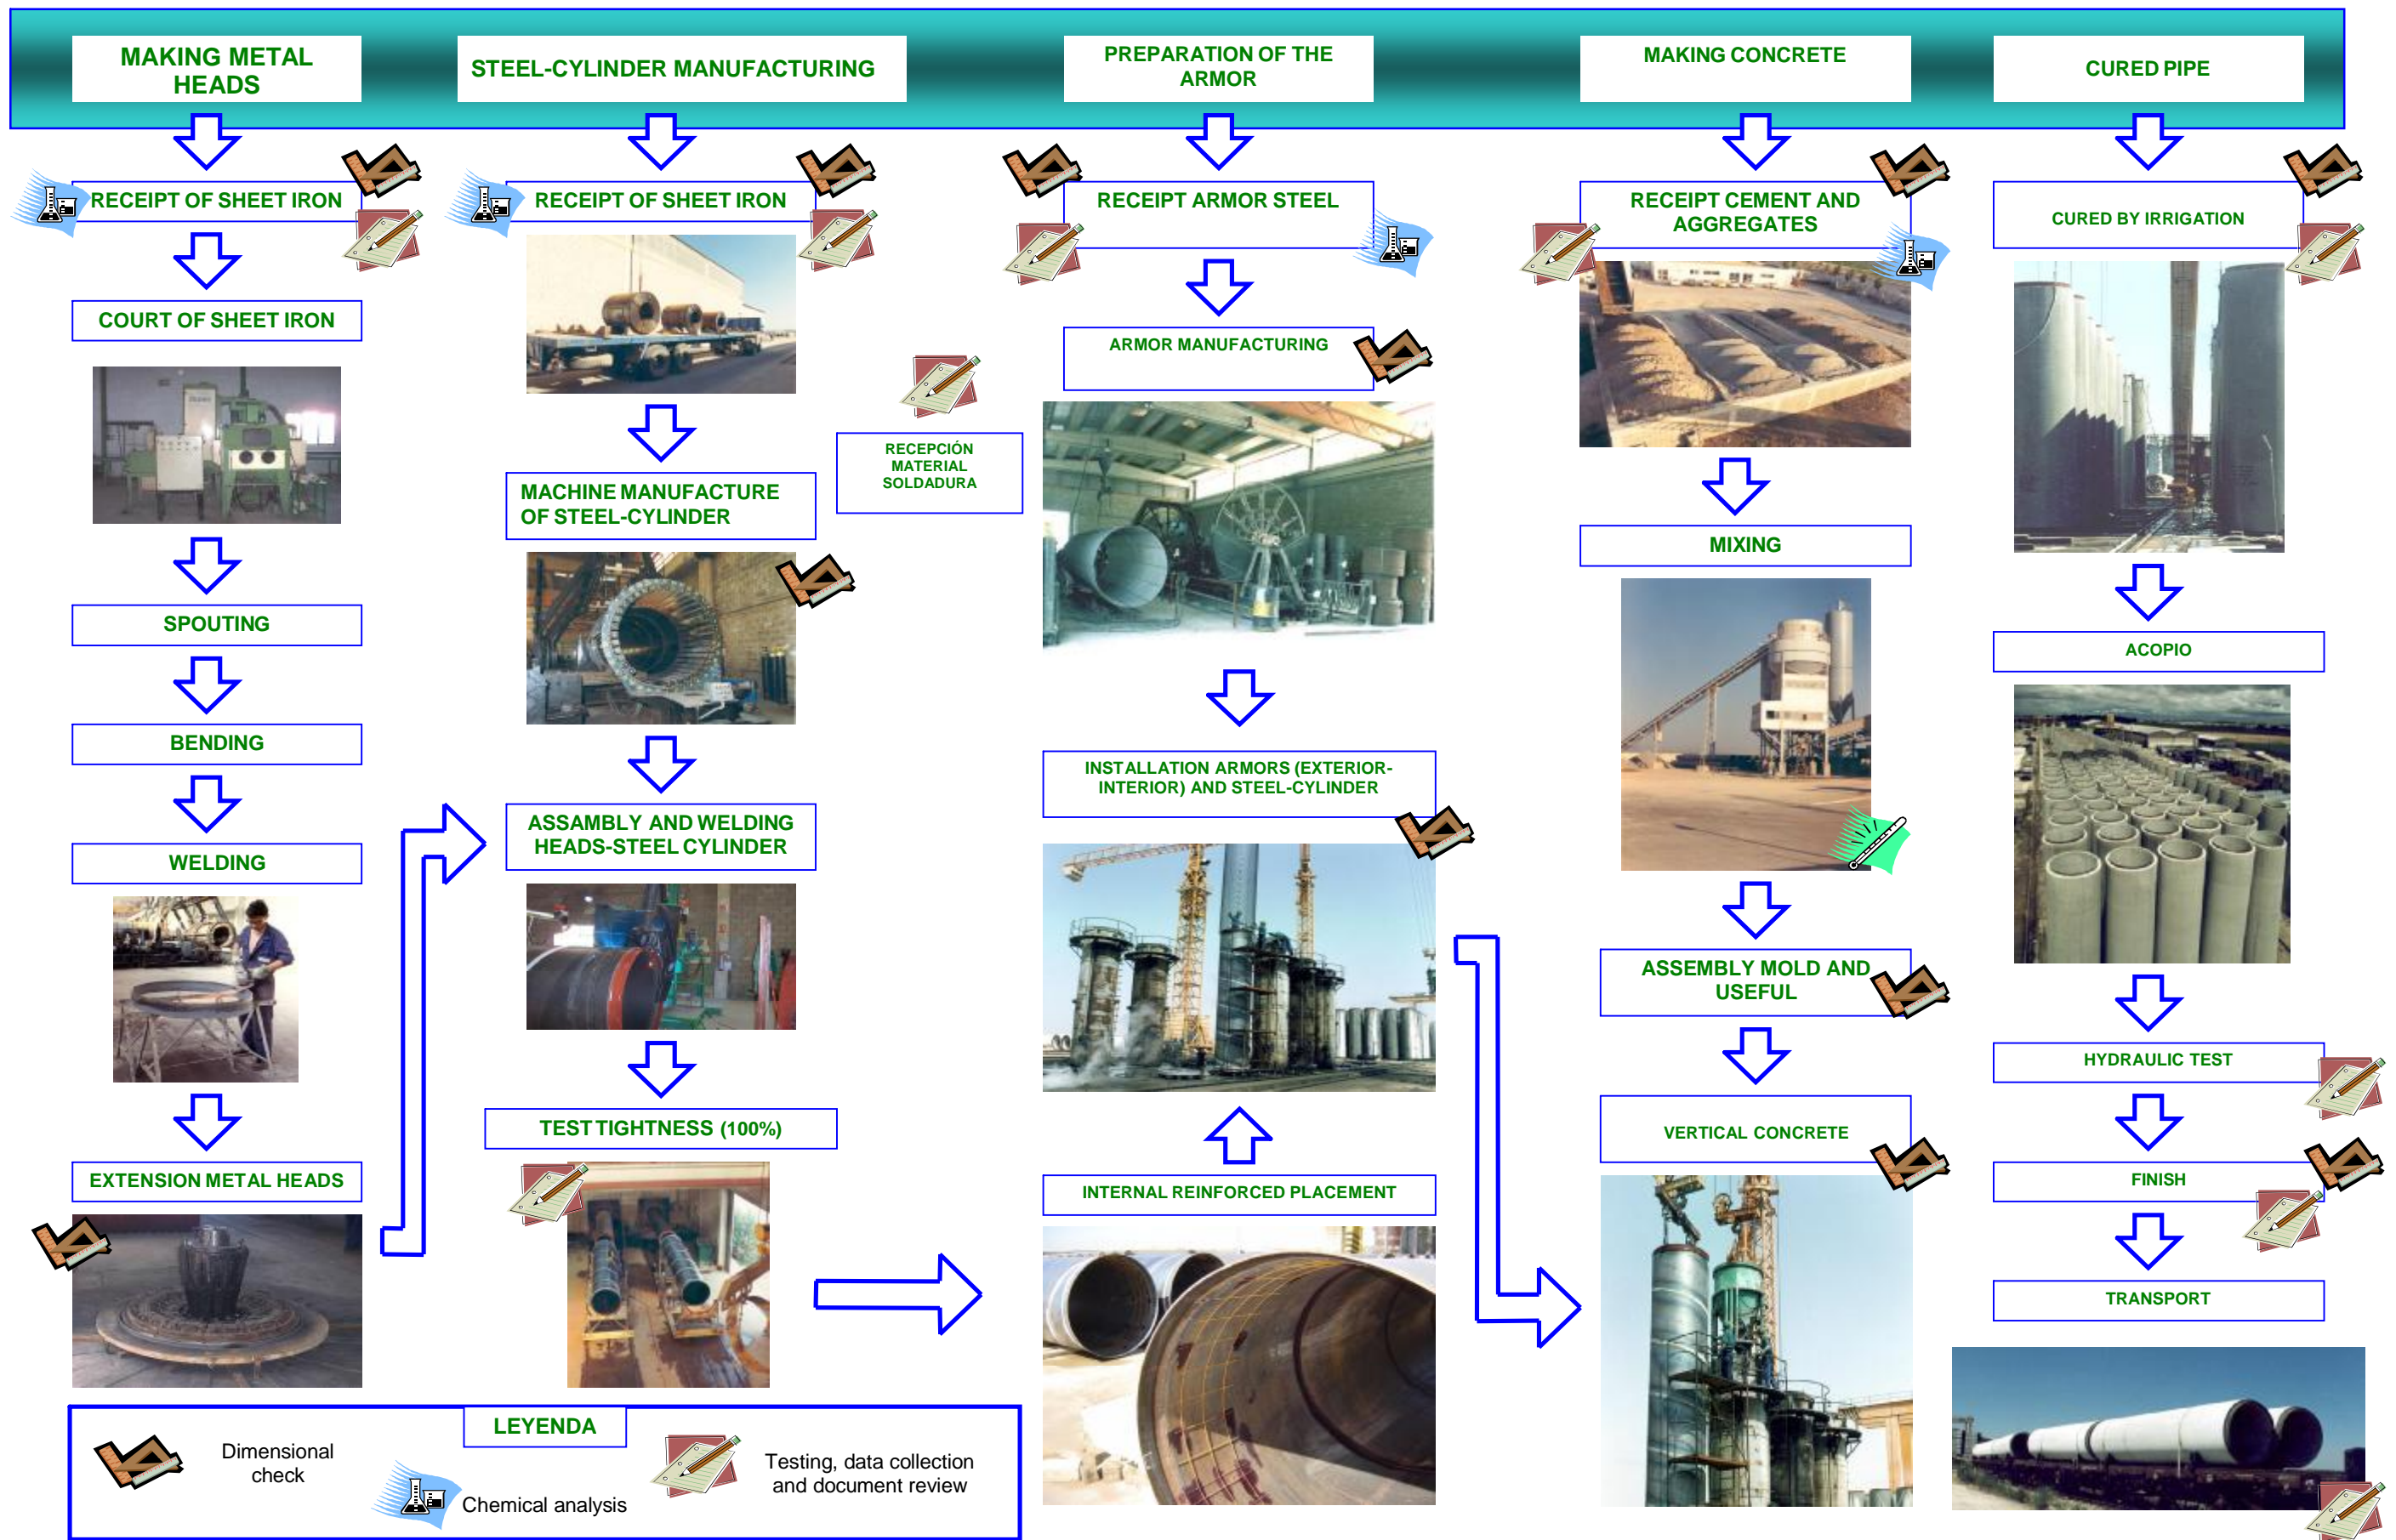 MAKING METAL
HEADS
STEEL-CYLINDER MANUFACTURING
PREPARATION OF THE
ARMOR
MAKING CONCRETE
CURED PIPE
RECEIPT OF SHEET IRON
COURT OF SHEET IRON
SPOUTING
BENDING
WELDING
EXTENSION METAL HEADS
RECEIPT OF SHEET IRON
MACHINE MANUFACTURE
OF STEEL-CYLINDER
ASSAMBLY AND WELDING
HEADS-STEEL CYLINDER
TEST TIGHTNESS (100%)
RECEPCIÓN
MATERIAL
SOLDADURA
RECEIPT ARMOR STEEL
ARMOR MANUFACTURING
INSTALLATION ARMORS (EXTERIOR-
INTERIOR) AND STEEL-CYLINDER
INTERNAL REINFORCED PLACEMENT
RECEIPT CEMENT AND
AGGREGATES
MIXING
ASSEMBLY MOLD AND
USEFUL
VERTICAL CONCRETE
CURED BY IRRIGATION
ACOPIO
HYDRAULIC TEST
FINISH
TRANSPORT
LEYENDA
Dimensional
check
Chemical analysis
Testing, data collection
and document review